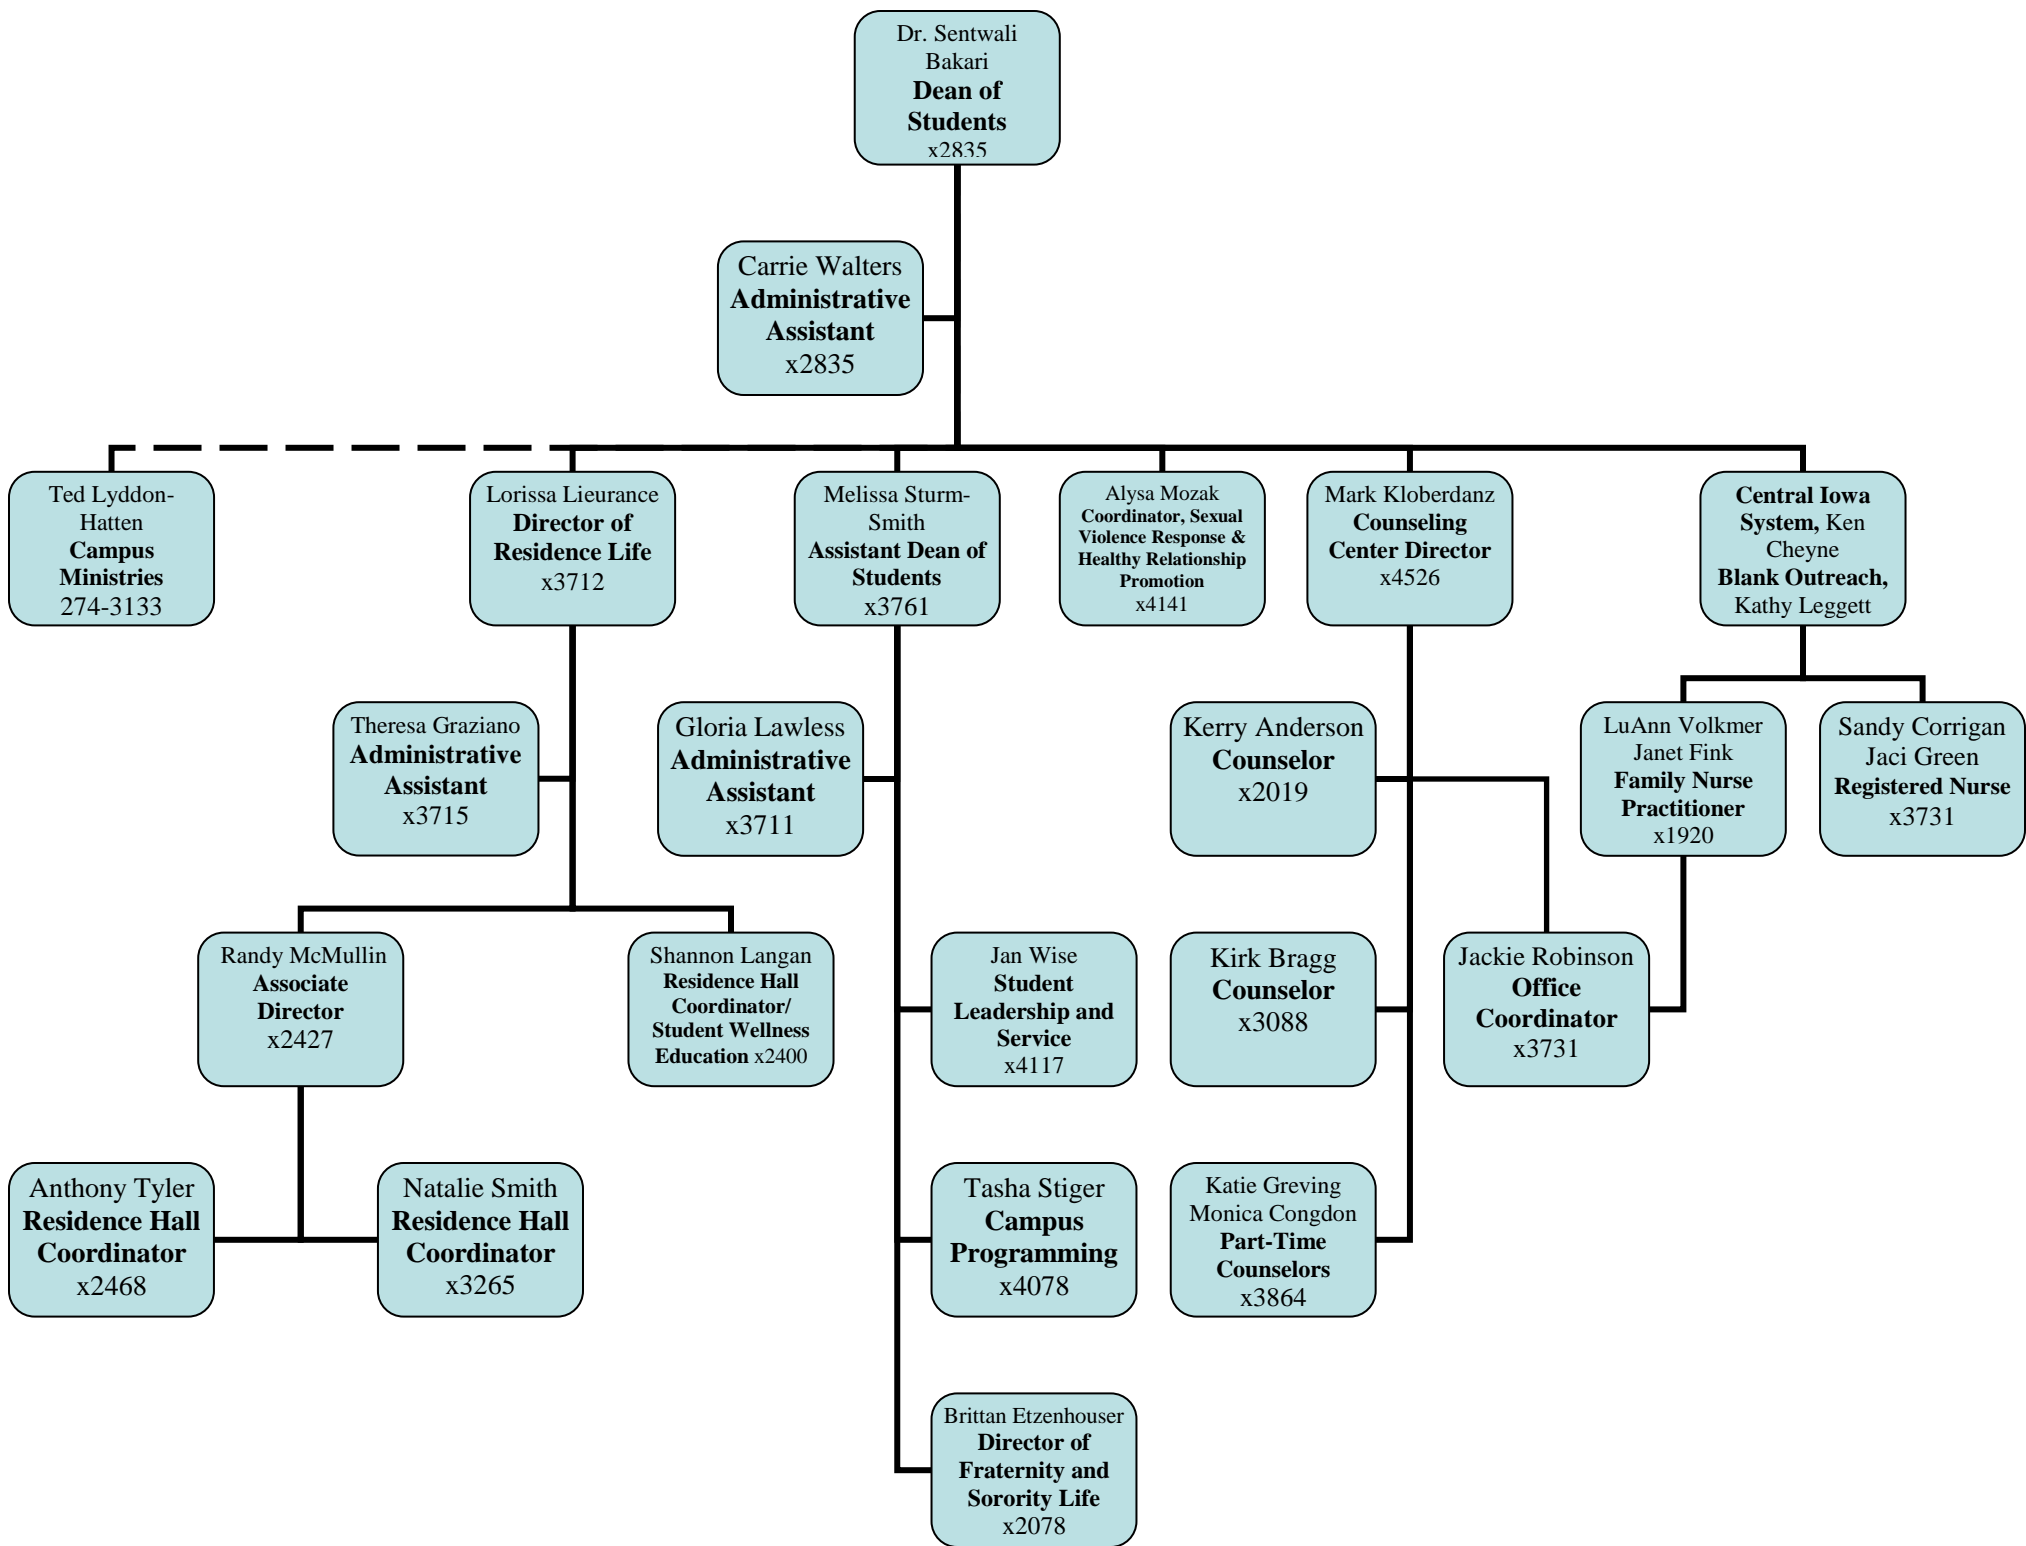 Dr. Sentwali
Bakari
Dean of
Students
x2835
Carrie Walters
Administrative
Assistant
x2835
Ted Lyddon-
Hatten
Campus
Ministries
274-3133
Lorissa Lieurance
Director of
Residence Life
x3712
Melissa Sturm-
Smith
Assistant Dean of
Students
x3761
Alysa Mozak
Coordinator, Sexual
Violence Response &
Healthy Relationship
Promotion
x4141
Mark Kloberdanz
Counseling
Center Director
x4526
Central Iowa
System, Ken
Cheyne
Blank Outreach,
Kathy Leggett
Theresa Graziano
Administrative
Assistant
x3715
Gloria Lawless
Administrative
Assistant
x3711
Kerry Anderson
Counselor
x2019
LuAnn Volkmer
Janet Fink
Family Nurse
Practitioner
x1920
Sandy Corrigan
Jaci Green
Registered Nurse
x3731
Randy McMullin
Associate
Director
x2427
Shannon Langan
Residence Hall
Coordinator/
Student Wellness
Education x2400
Jan Wise
Student
Leadership and
Service
x4117
Kirk Bragg
Counselor
x3088
Jackie Robinson
Office
Coordinator
x3731
Anthony Tyler
Residence Hall
Coordinator
x2468
Natalie Smith
Residence Hall
Coordinator
x3265
Tasha Stiger
Campus
Programming
x4078
Katie Greving
Monica Congdon
Part-Time
Counselors
x3864
Brittan Etzenhouser
Director of
Fraternity and
Sorority Life
x2078